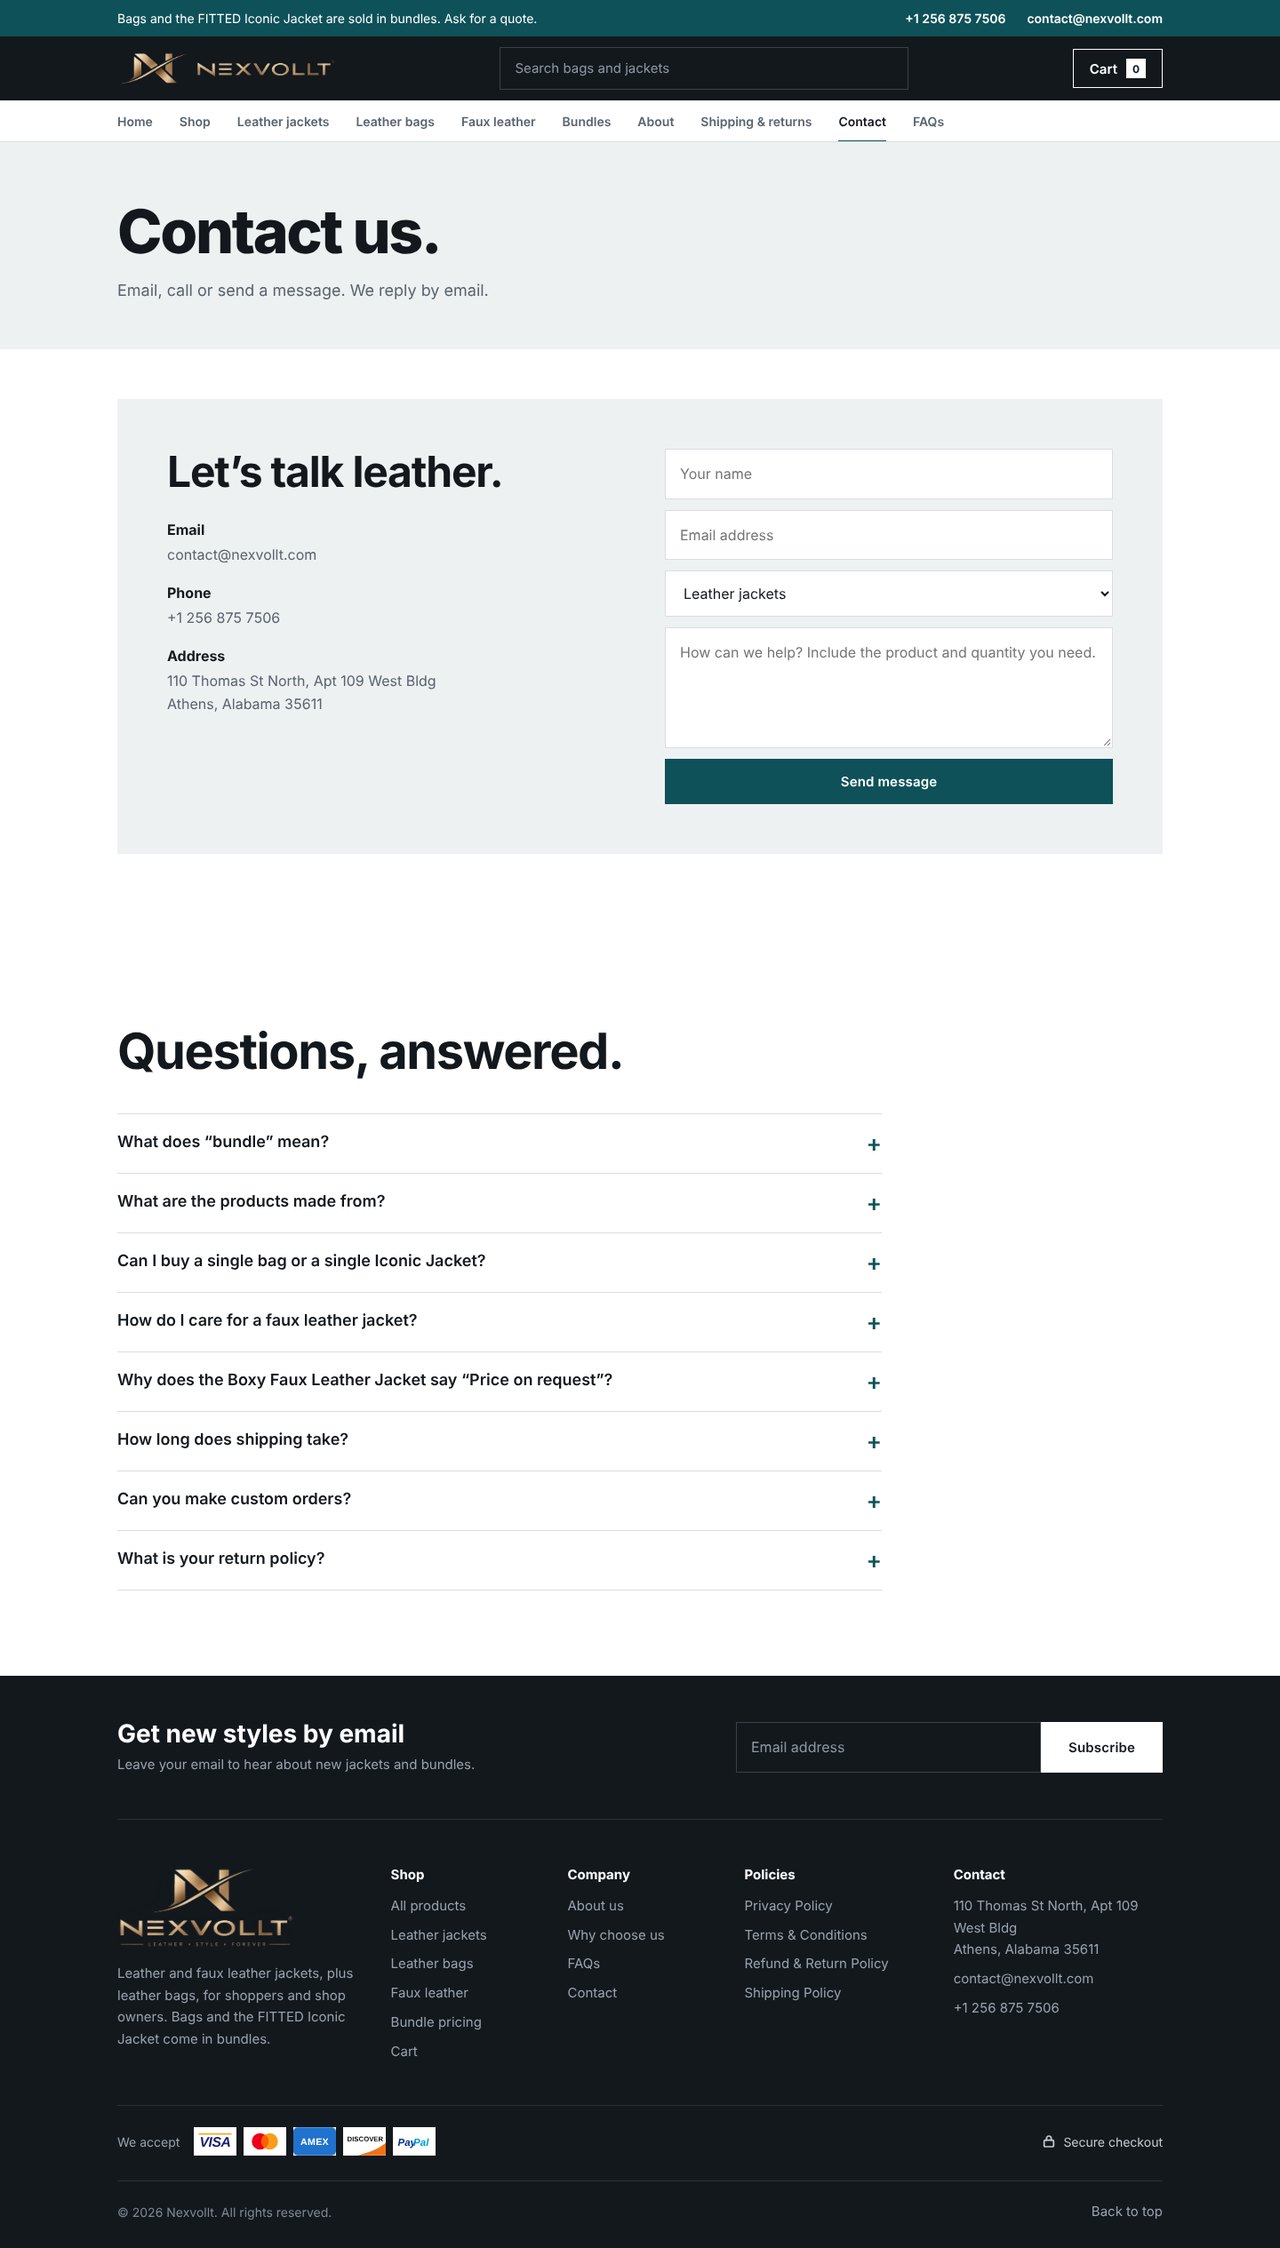 Bags and the FITTED Iconic Jacket are sold in bundles. Ask for a quote.
+1 256 875 7506
contact@nexvollt.com
NEXVOLLT
Search bags and jackets
Cart 0
Home
Shop
Leather jackets
Leather bags
Faux leather
Bundles
About
Shipping & returns
Contact
FAQs
Contact us.
Email, call or send a message. We reply by email.
Let’s talk leather.
Email
contact@nexvollt.com
Phone
+1 256 875 7506
Address
110 Thomas St North, Apt 109 West Bldg
Athens, Alabama 35611
Your name
Email address
Leather jackets
How can we help? Include the product and quantity you need.
Send message
Questions, answered.
What does “bundle” mean?
+
What are the products made from?
+
Can I buy a single bag or a single Iconic Jacket?
+
How do I care for a faux leather jacket?
+
Why does the Boxy Faux Leather Jacket say “Price on request”?
+
How long does shipping take?
+
Can you make custom orders?
+
What is your return policy?
+
Get new styles by email
Leave your email to hear about new jackets and bundles.
Email address
Subscribe
NEXVOLLT
LEATHER • STYLE • FOREVER
Leather and faux leather jackets, plus
leather bags, for shoppers and shop
owners. Bags and the FITTED Iconic
Jacket come in bundles.
Shop
All products
Leather jackets
Leather bags
Faux leather
Bundle pricing
Cart
Company
About us
Why choose us
FAQs
Contact
Policies
Privacy Policy
Terms & Conditions
Refund & Return Policy
Shipping Policy
Contact
110 Thomas St North, Apt 109
West Bldg
Athens, Alabama 35611
contact@nexvollt.com
+1 256 875 7506
We accept
VISA
AMEX
DISCOVER
PayPal
Secure checkout
© 2026 Nexvollt. All rights reserved.
Back to top